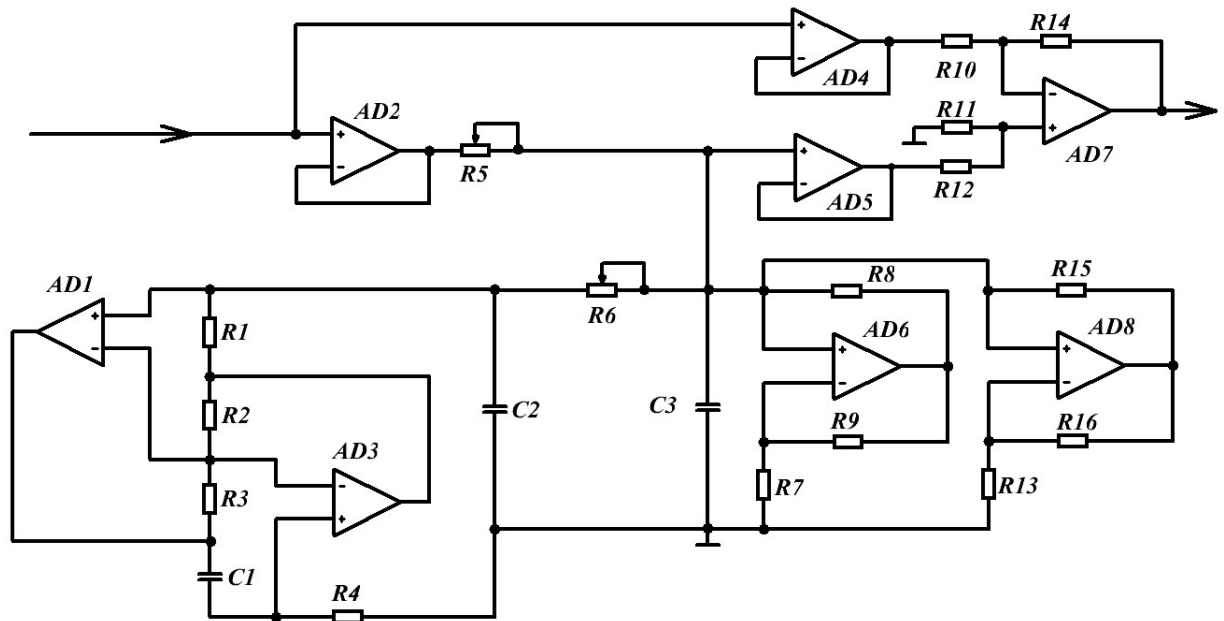 R14
AD4
R10
AD2
R11
AD7
R5
AD5
R12
AD1
R8
R15
R6
AD6
AD8
R1
R2
C2
C3
R9
R16
AD3
R3
R7
R13
C1
R4
+
-
+
-
+
-
+
-
+
-
+
-
+
-
-
+